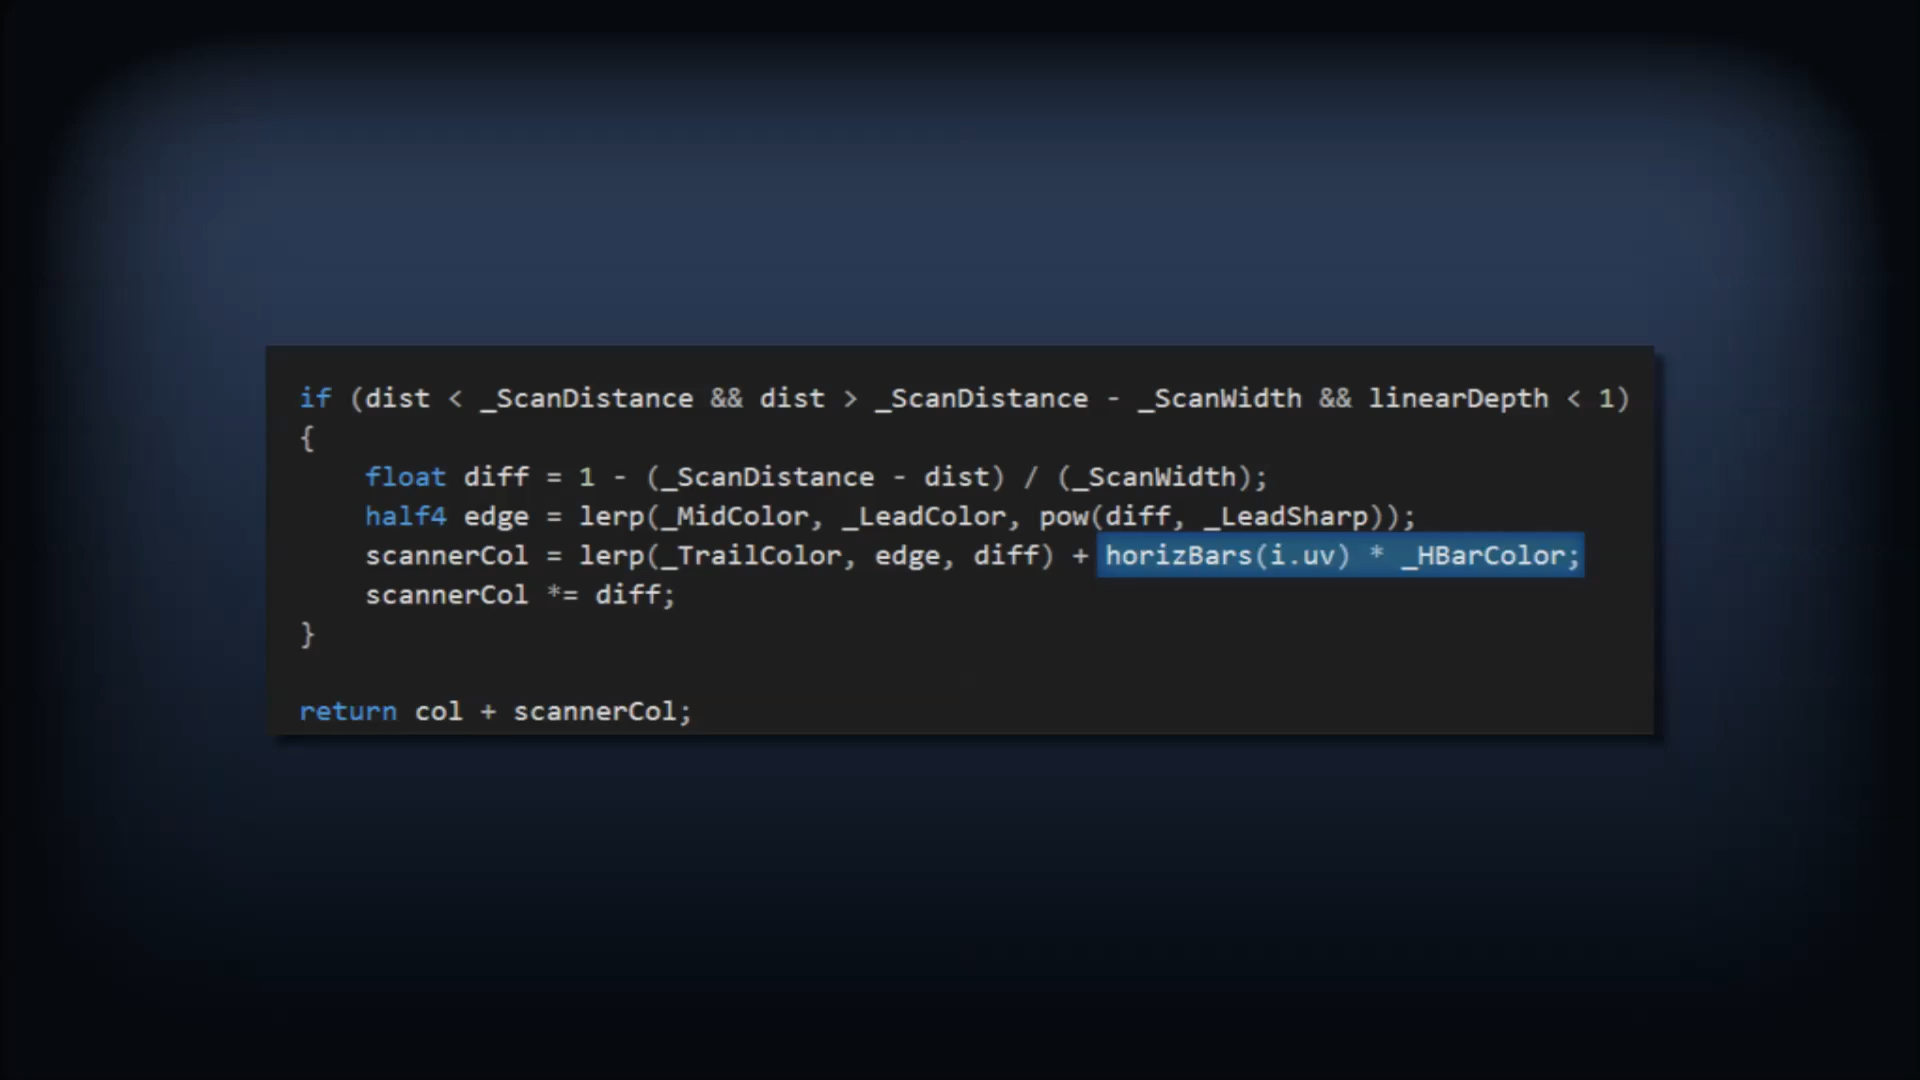 if (dist < _ScanDistance && dist > _ScanDistance - _ScanWidth && linearDepth < 1)
{
float diff = 1 - (_ScanDistance - dist) / (_ScanWidth);
half4 edge = lerp(_MidColor, _LeadColor, pow(diff, _LeadSharp));
scannerCol = lerp(_TrailColor, edge, diff) + horizBars(i.uv) * _HBarColor;
scannerCol *= diff;
}
return col + scannerCol;